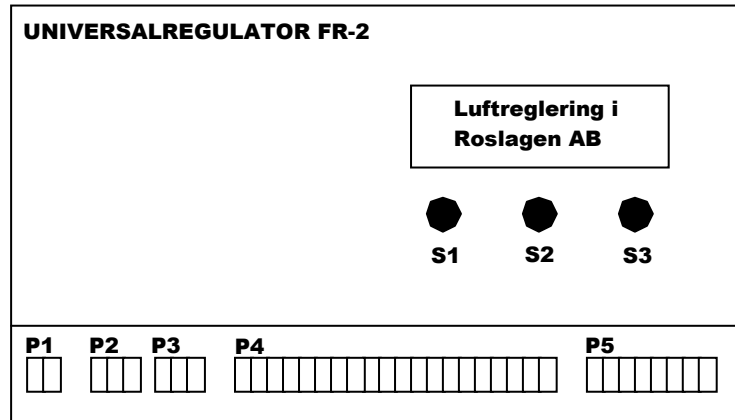 UNIVERSALREGULATOR FR-2
Luftreglering i
Roslagen AB
S1 S2 S3
P1 P2 P3 P4 P5